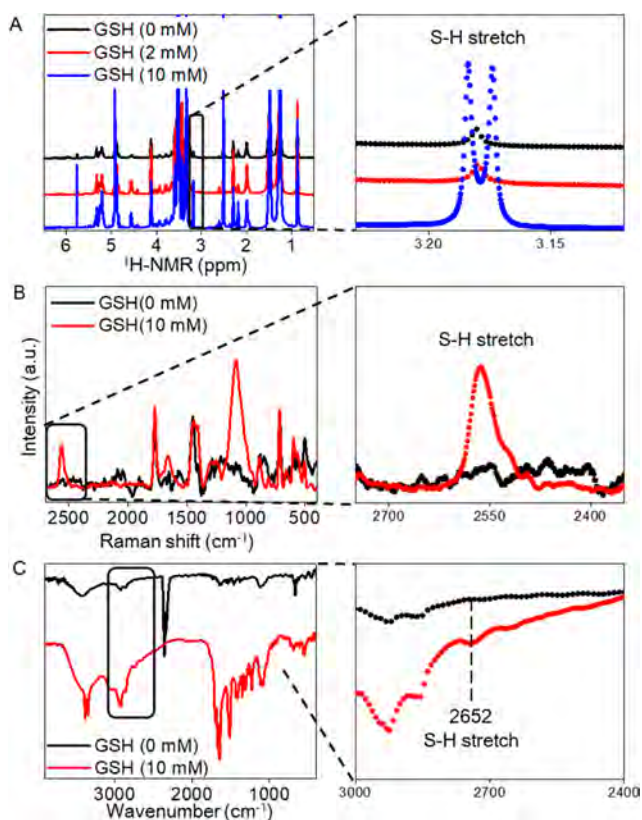 A
GSH (0 mM)
GSH (2 mM)
GSH (10 mM)
6 5 4 3 2 1
¹H-NMR (ppm)
S-H stretch
3.20 3.15
B
GSH(0 mM)
GSH(10 mM)
Intensity (a.u.)
2500 2000 1500 1000 500
Raman shift (cm⁻¹)
S-H stretch
2700 2550 2400
C
GSH (0 mM)
GSH (10 mM)
3000 2000 1000
Wavenumber (cm⁻¹)
2652
S-H stretch
3000 2700 2400